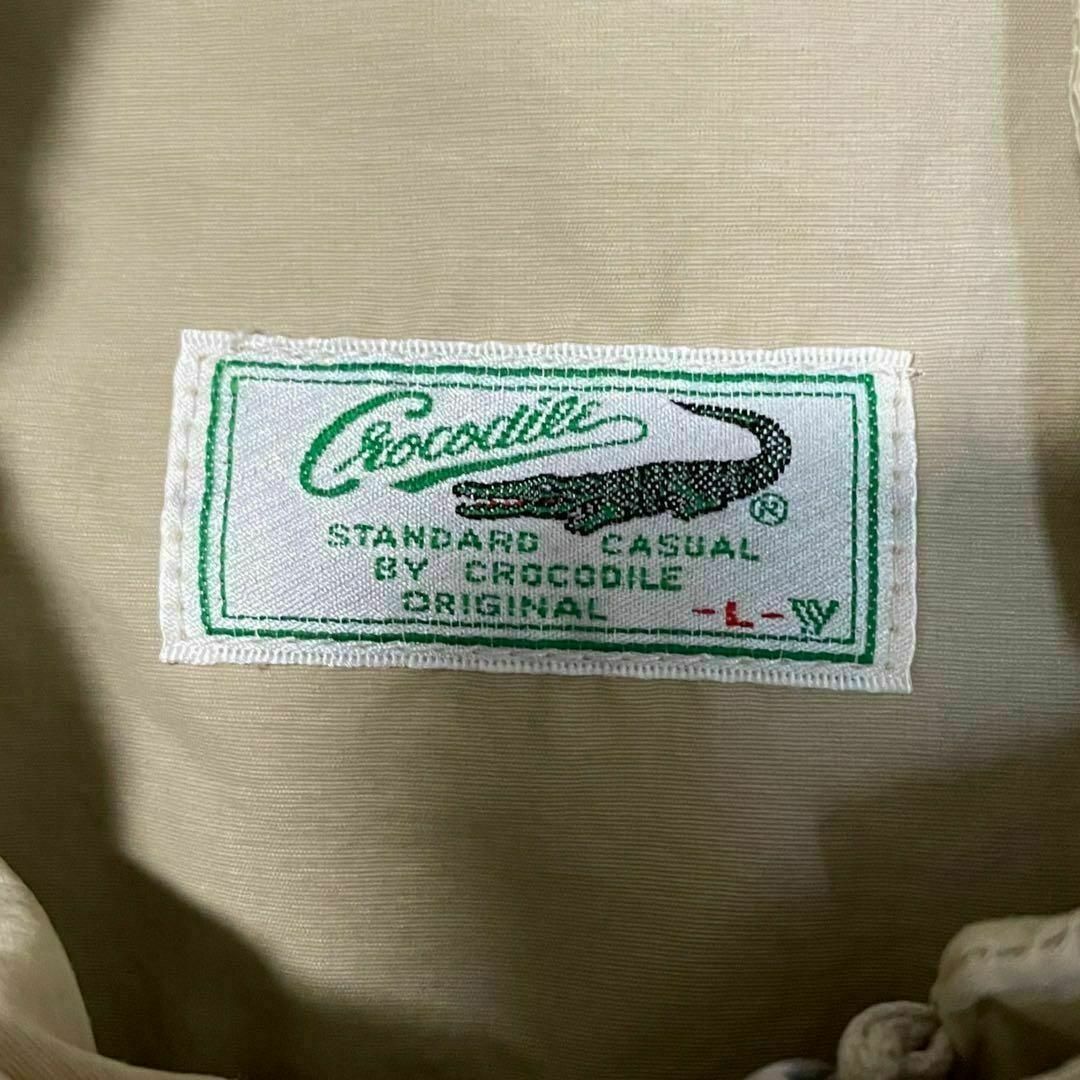 Crocodile
®
STANDARD CASUAL
BY CROCODILE
ORIGINAL -L-